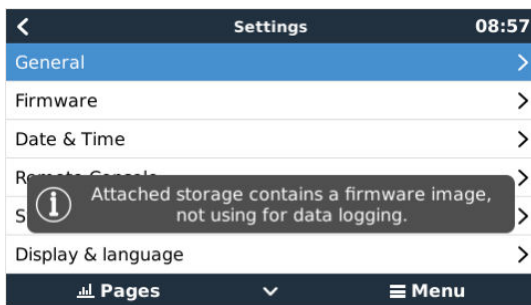 Settings
08:57
General
Firmware
Date & Time
Attached storage contains a firmware image,
not using for data logging.
Display & language
Pages
Menu